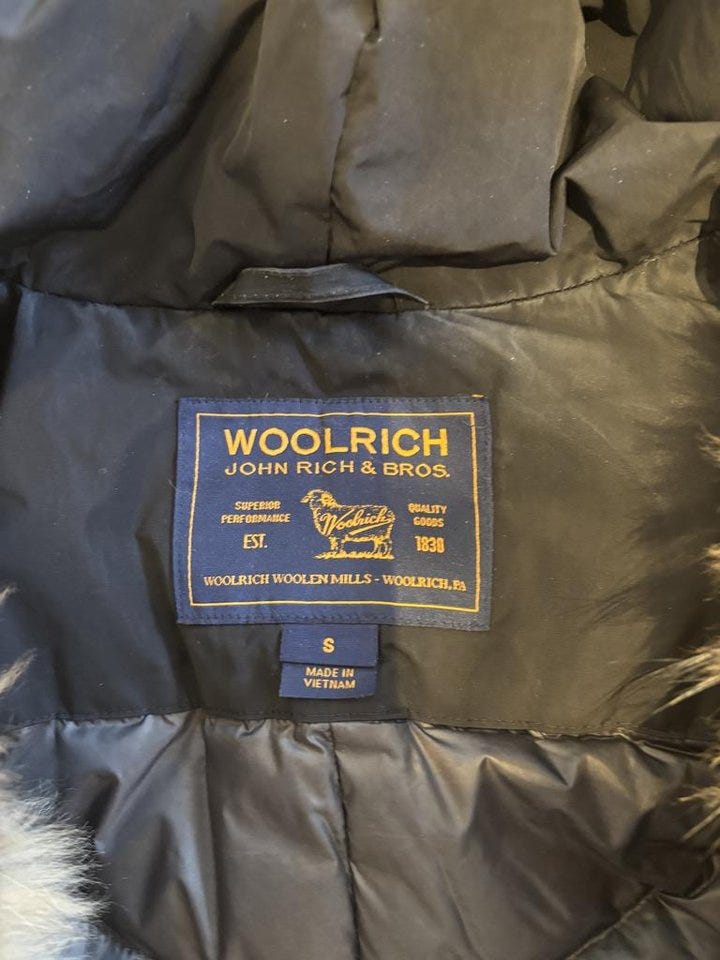 WOOLRICH
JOHN RICH & BROS.
SUPERIOR
PERFORMANCE
EST.
Woolrich
QUALITY
GOODS
1830
WOOLRICH WOOLEN MILLS - WOOLRICH, PA
S
MADE IN
VIETNAM